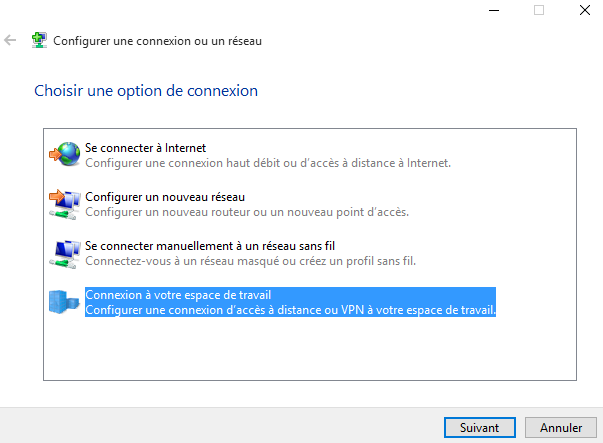 Configurer une connexion ou un réseau
Choisir une option de connexion
Se connecter à Internet
Configurer une connexion haut débit ou d'accès à distance à Internet.
Configurer un nouveau réseau
Configurer un nouveau routeur ou un nouveau point d'accès.
Se connecter manuellement à un réseau sans fil
Connectez-vous à un réseau masqué ou créez un profil sans fil.
Connexion à votre espace de travail
Configurer une connexion d'accès à distance ou VPN à votre espace de travail.
Suivant
Annuler